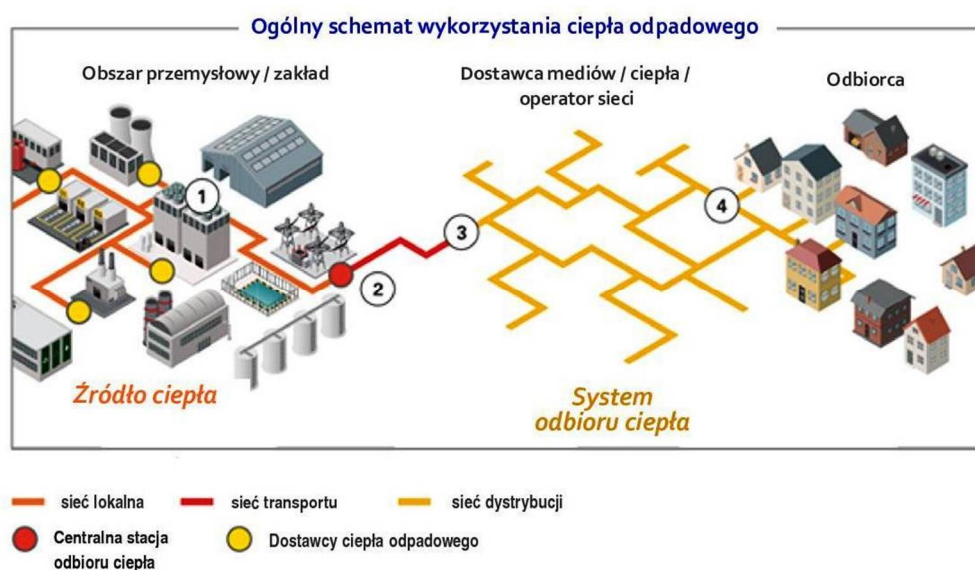 Ogólny schemat wykorzystania ciepła odpadowego
Obszar przemysłowy / zakład
Dostawca mediów / ciepła /
operator sieci
Odbiorca
1
2
3
4
Źródło ciepła
System
odbioru ciepła
sieć lokalna
sieć transportu
sieć dystrybucji
Centralna stacja
odbioru ciepła
Dostawcy ciepła odpadowego